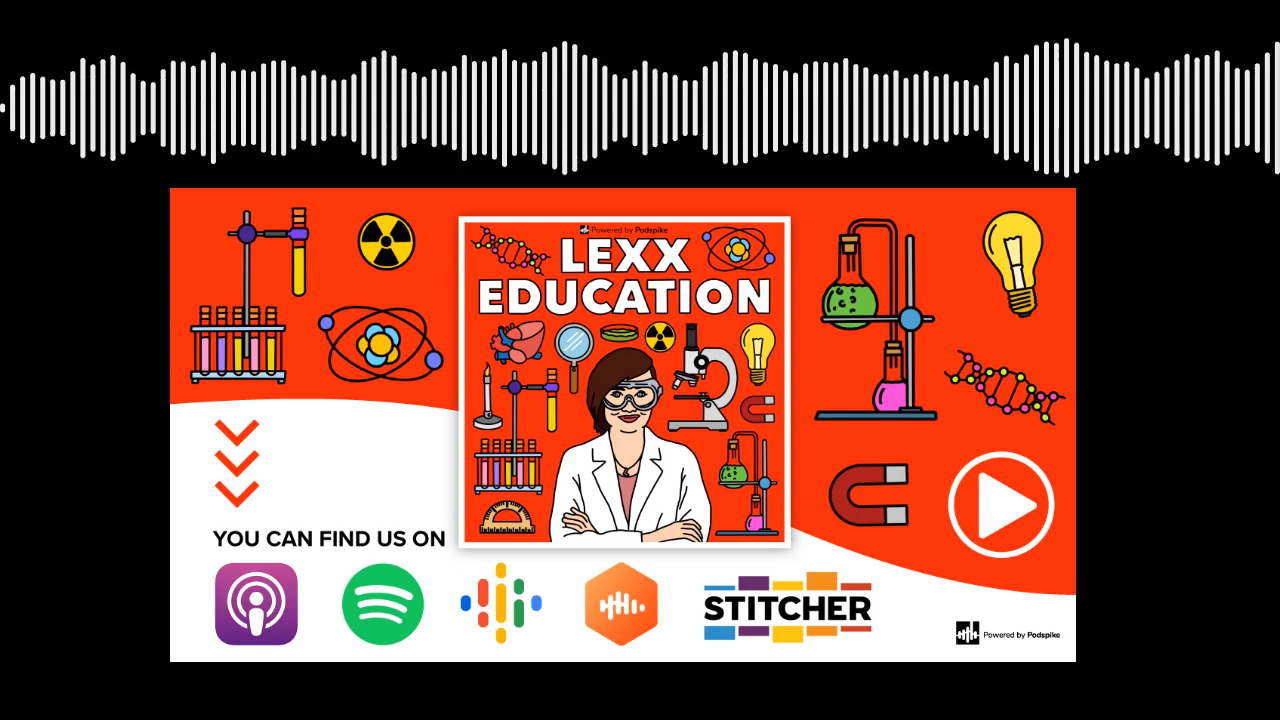 Powered by Podspike
LEXX
EDUCATION
YOU CAN FIND US ON
STITCHER
Powered by Podspike